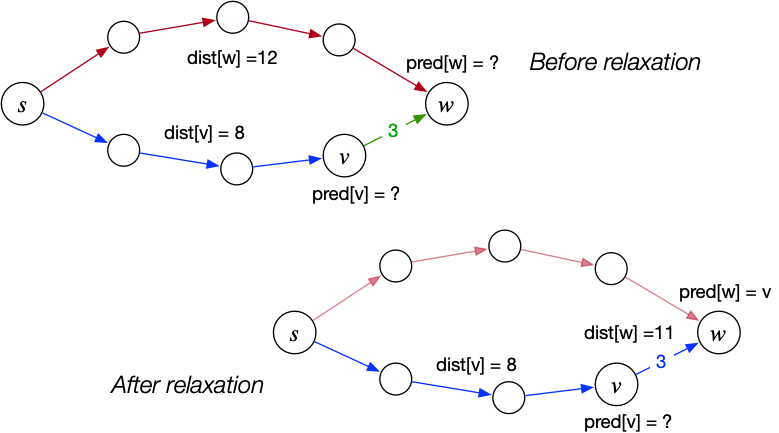 dist[w] =12
pred[w] = ?
Before relaxation
s
w
dist[v] = 8
3
v
pred[v] = ?
pred[w] = v
s
dist[w] =11
w
dist[v] = 8
3
After relaxation
v
pred[v] = ?